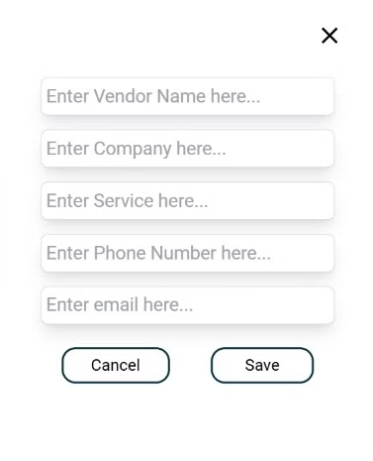 Enter Vendor Name here...
Enter Company here...
Enter Service here...
Enter Phone Number here...
Enter email here...
Cancel Save